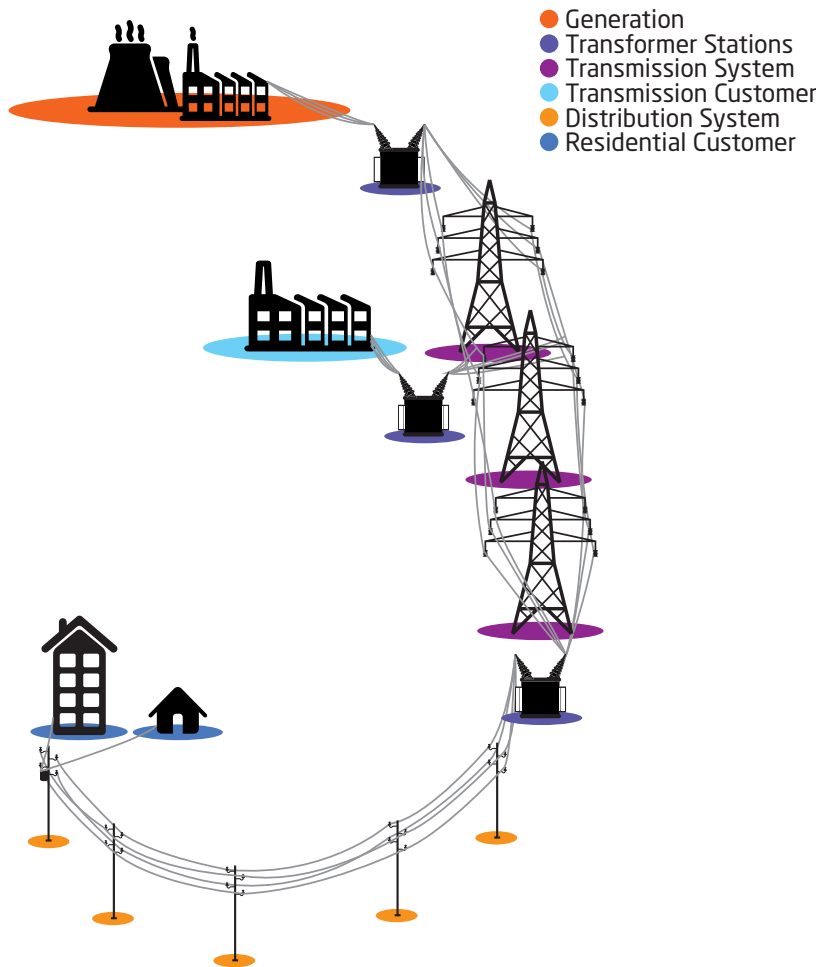 Generation
Transformer Stations
Transmission System
Transmission Customer
Distribution System
Residential Customer